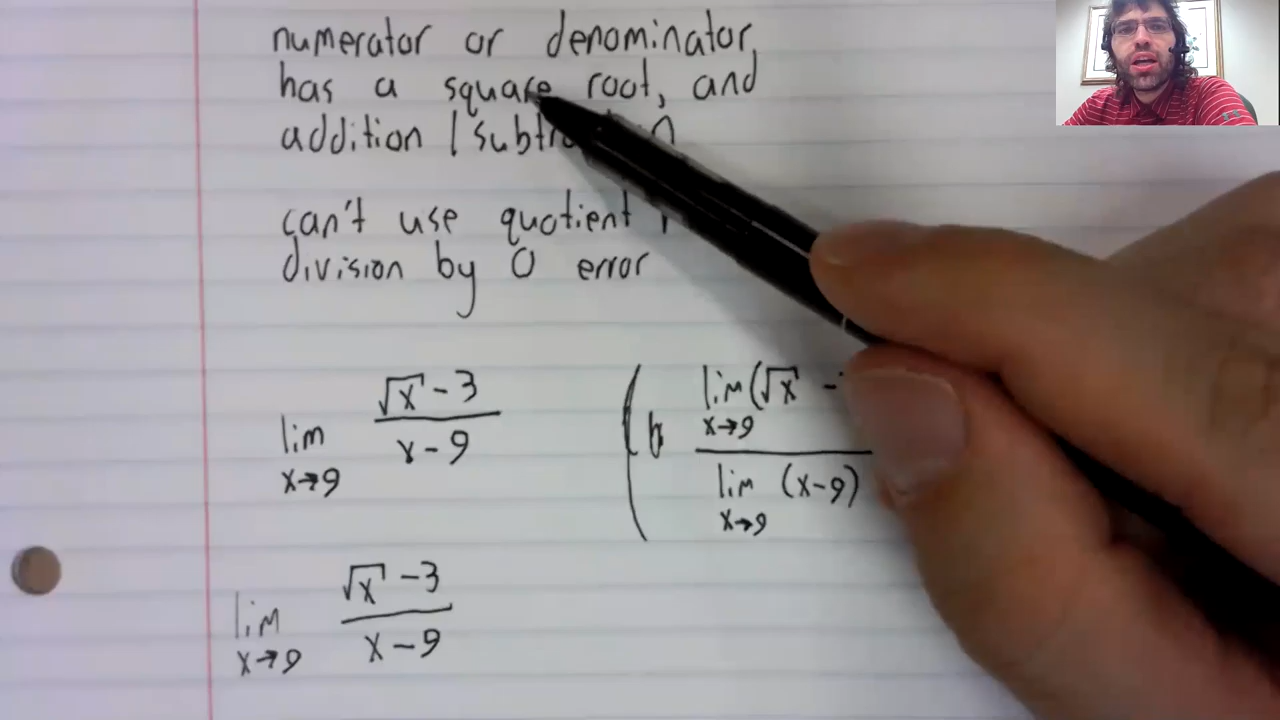 numerator or denominator,
has a square root, and
addition /
can't use quotient
division by 0 error
lim x→9 √x - 3 / x - 9
lim x→9 (√x - / lim x→9 (x-9)
lim x→9 √x - 3 / x - 9